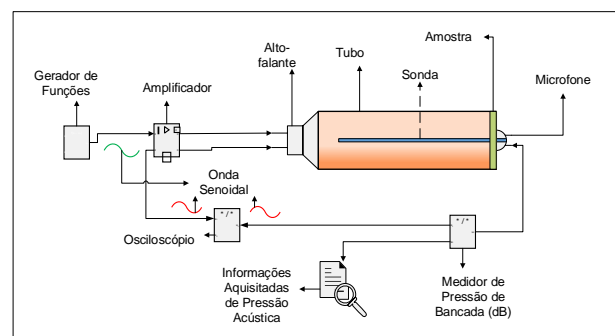 Gerador de
Funções
Amplificador
Alto-
falante
Tubo
Sonda
Amostra
Microfone
Onda
Senoidal
Osciloscópio
Informações
Aquisitadas
de Pressão
Acústica
Medidor de
Pressão de
Bancada (dB)